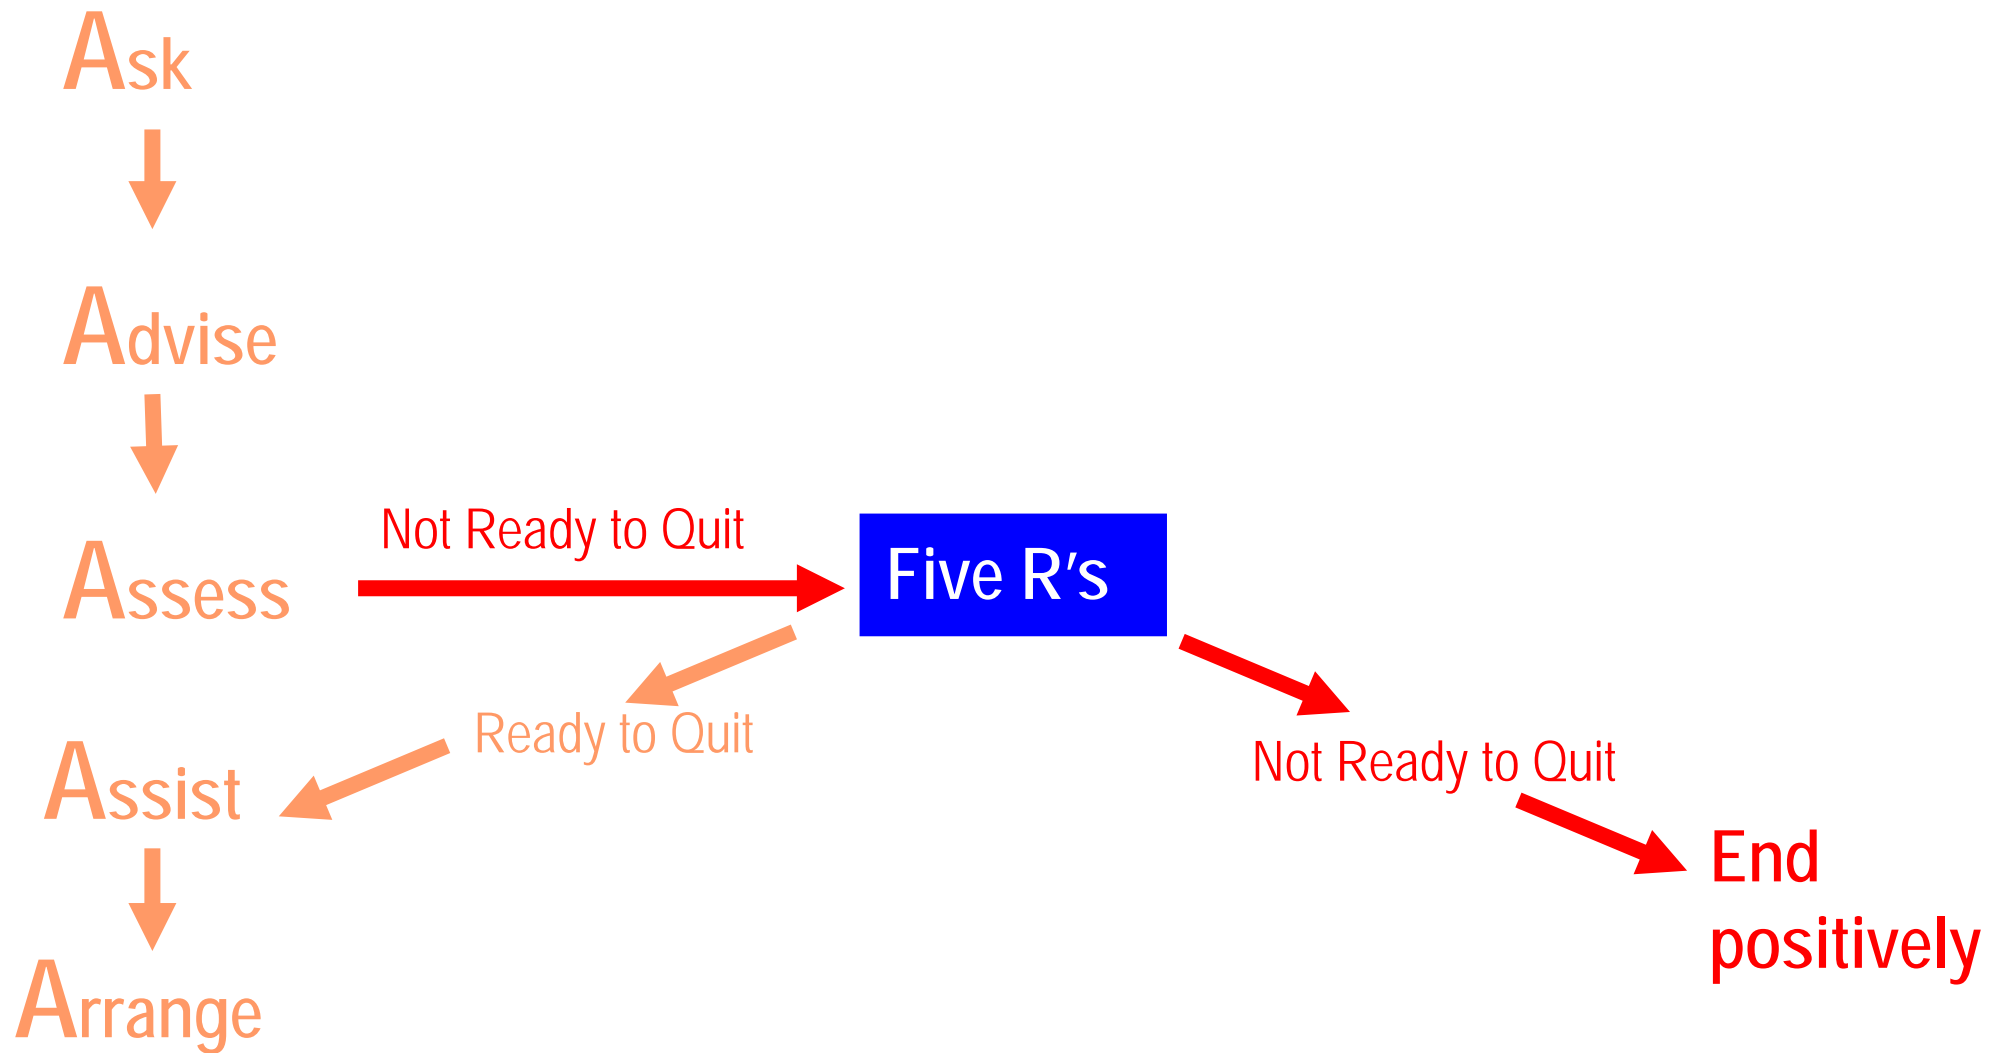 Ask
Advise
Not Ready to Quit
Assess
Five R's
Ready to Quit
Not Ready to Quit
Assist
End
positively
Arrange